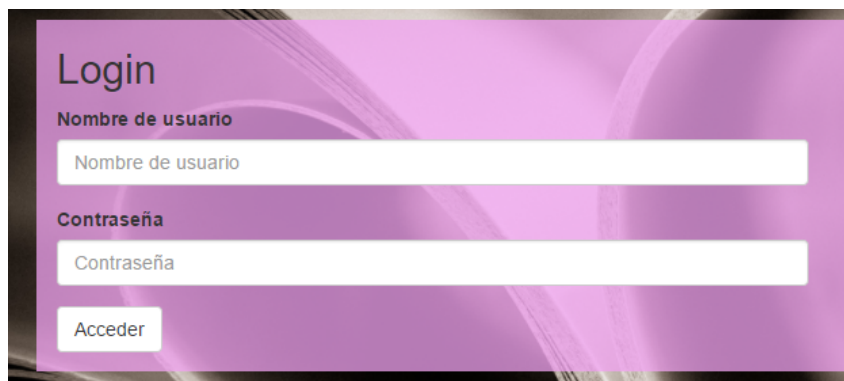 Login
Nombre de usuario
Nombre de usuario
Contraseña
Contraseña
Acceder